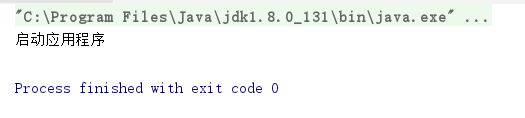 "C:\Program Files\Java\jdk1.8.0_131\bin\java.exe" ...
启动应用程序
Process finished with exit code 0